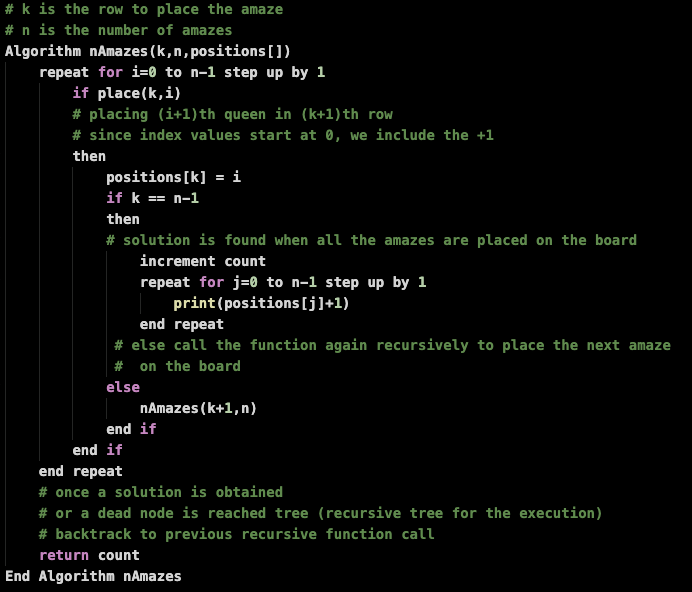 # k is the row to place the amaze
# n is the number of amazes
Algorithm nAmazes(k,n,positions[])
    repeat for i=0 to n-1 step up by 1
        if place(k,i)
        # placing (i+1)th queen in (k+1)th row
        # since index values start at 0, we include the +1
        then
            positions[k] = i
            if k == n-1
            then
            # solution is found when all the amazes are placed on the board
                increment count
                repeat for j=0 to n-1 step up by 1
                    print(positions[j]+1)
                end repeat
             # else call the function again recursively to place the next amaze
             #  on the board
            else
                nAmazes(k+1,n)
            end if
        end if
    end repeat
    # once a solution is obtained
    # or a dead node is reached tree (recursive tree for the execution)
    # backtrack to previous recursive function call
    return count
End Algorithm nAmazes